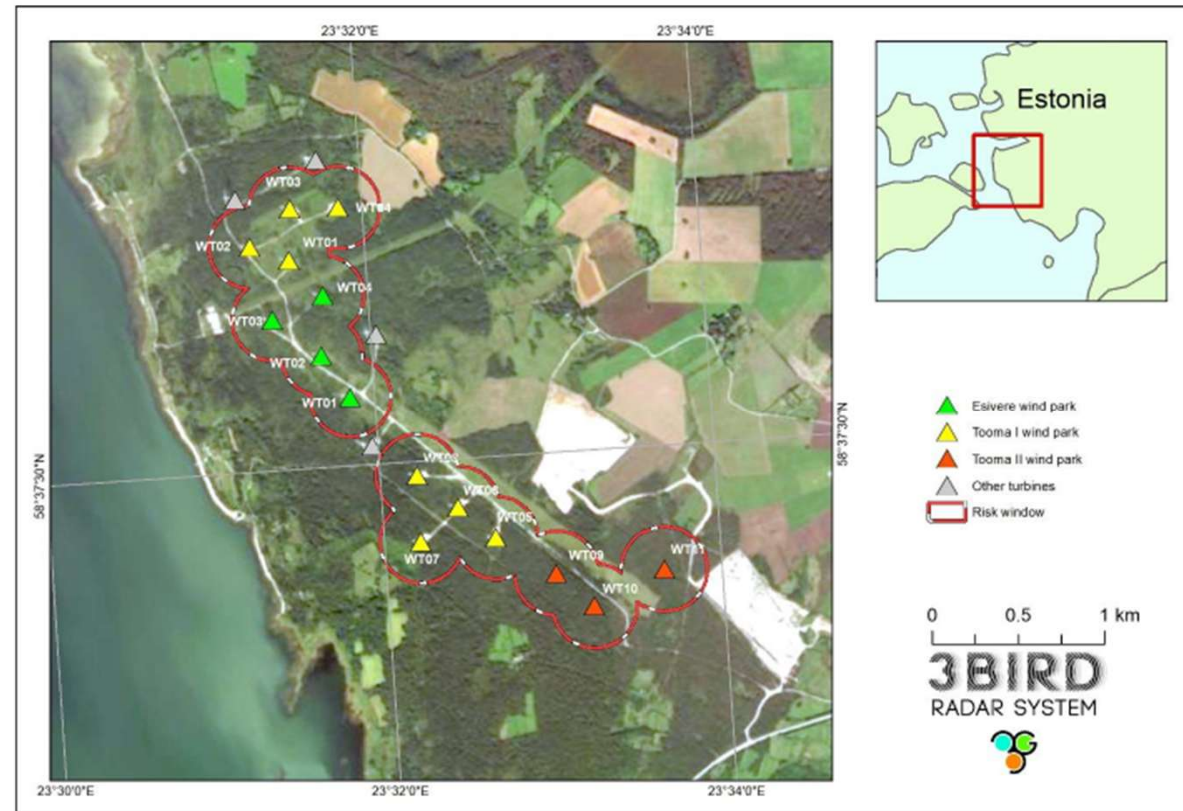 23°32'0"E
23°34'0"E
Estonia
WT03
WT04
WT02
WT01
WT04
WT03
WT02
WT01
58°37'30"N
58°37'30"N
WT08
WT06
WT05
WT07
WT09
WT11
WT10
Esivere wind park
Tooma I wind park
Tooma II wind park
Other turbines
Risk window
0 0.5 1 km
3BIRD
RADAR SYSTEM
23°30'0"E
23°32'0"E
23°34'0"E